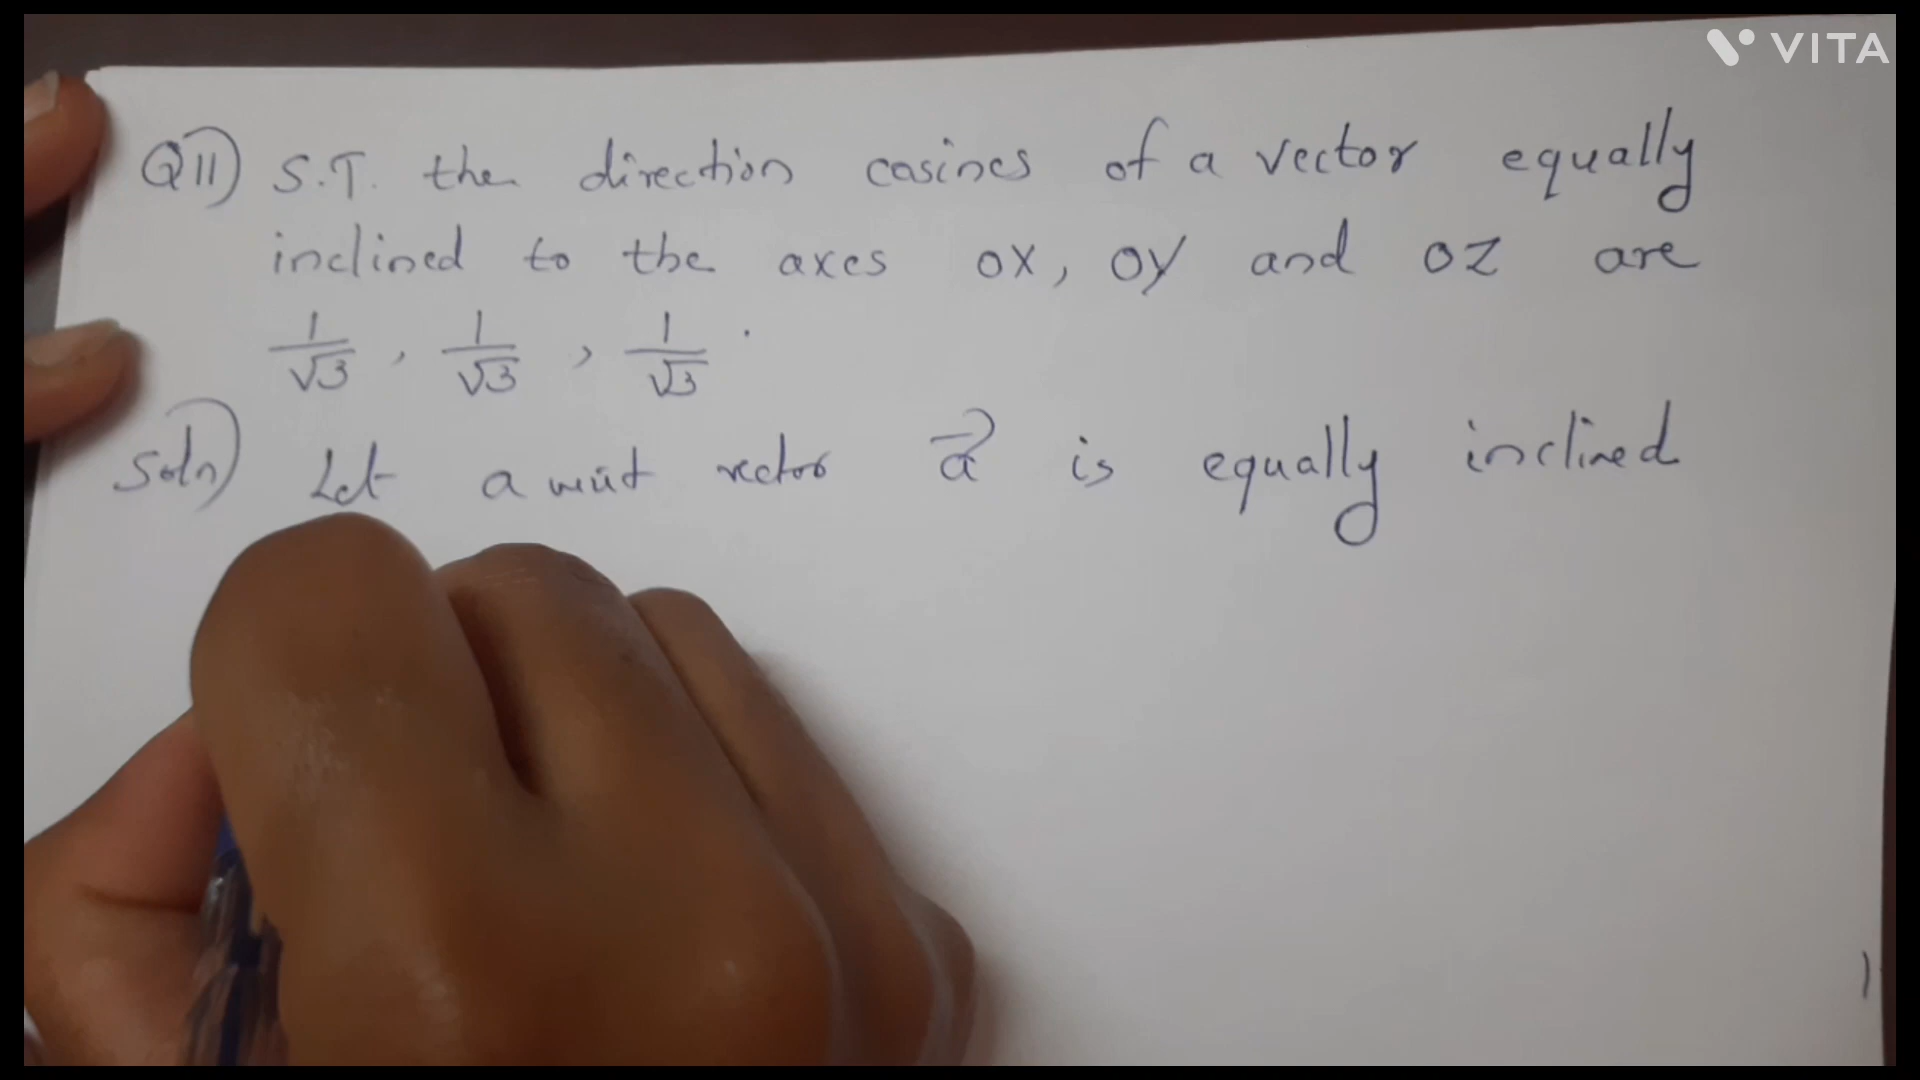 VITA
Q11) S.T. the direction cosines of a vector equally
inclined to the axes OX, OY and OZ are
1/√3, 1/√3, 1/√3.
Soln) Let a unit vector a⃗ is equally inclined